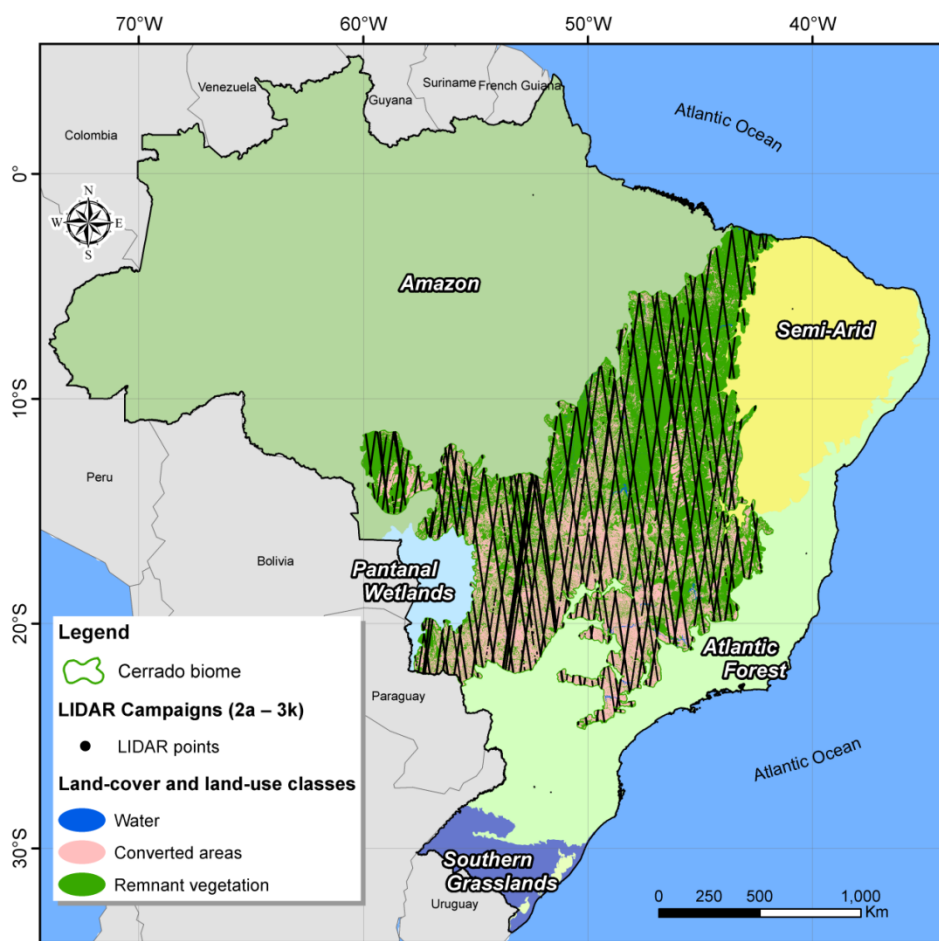 70°W
60°W
50°W
40°W
Venezuela
Suriname
Guyana
French Guiana
Colombia
Atlantic Ocean
0°
N
W
E
S
Amazon
Semi-Arid
10°S
Peru
Bolivia
Pantanal
Wetlands
20°S
Atlantic
Forest
Paraguay
Atlantic Ocean
30°S
Southern
Grasslands
Uruguay
Legend
Cerrado biome
LIDAR Campaigns (2a – 3k)
LIDAR points
Land-cover and land-use classes
Water
Converted areas
Remnant vegetation
0 250 500 1,000
Km